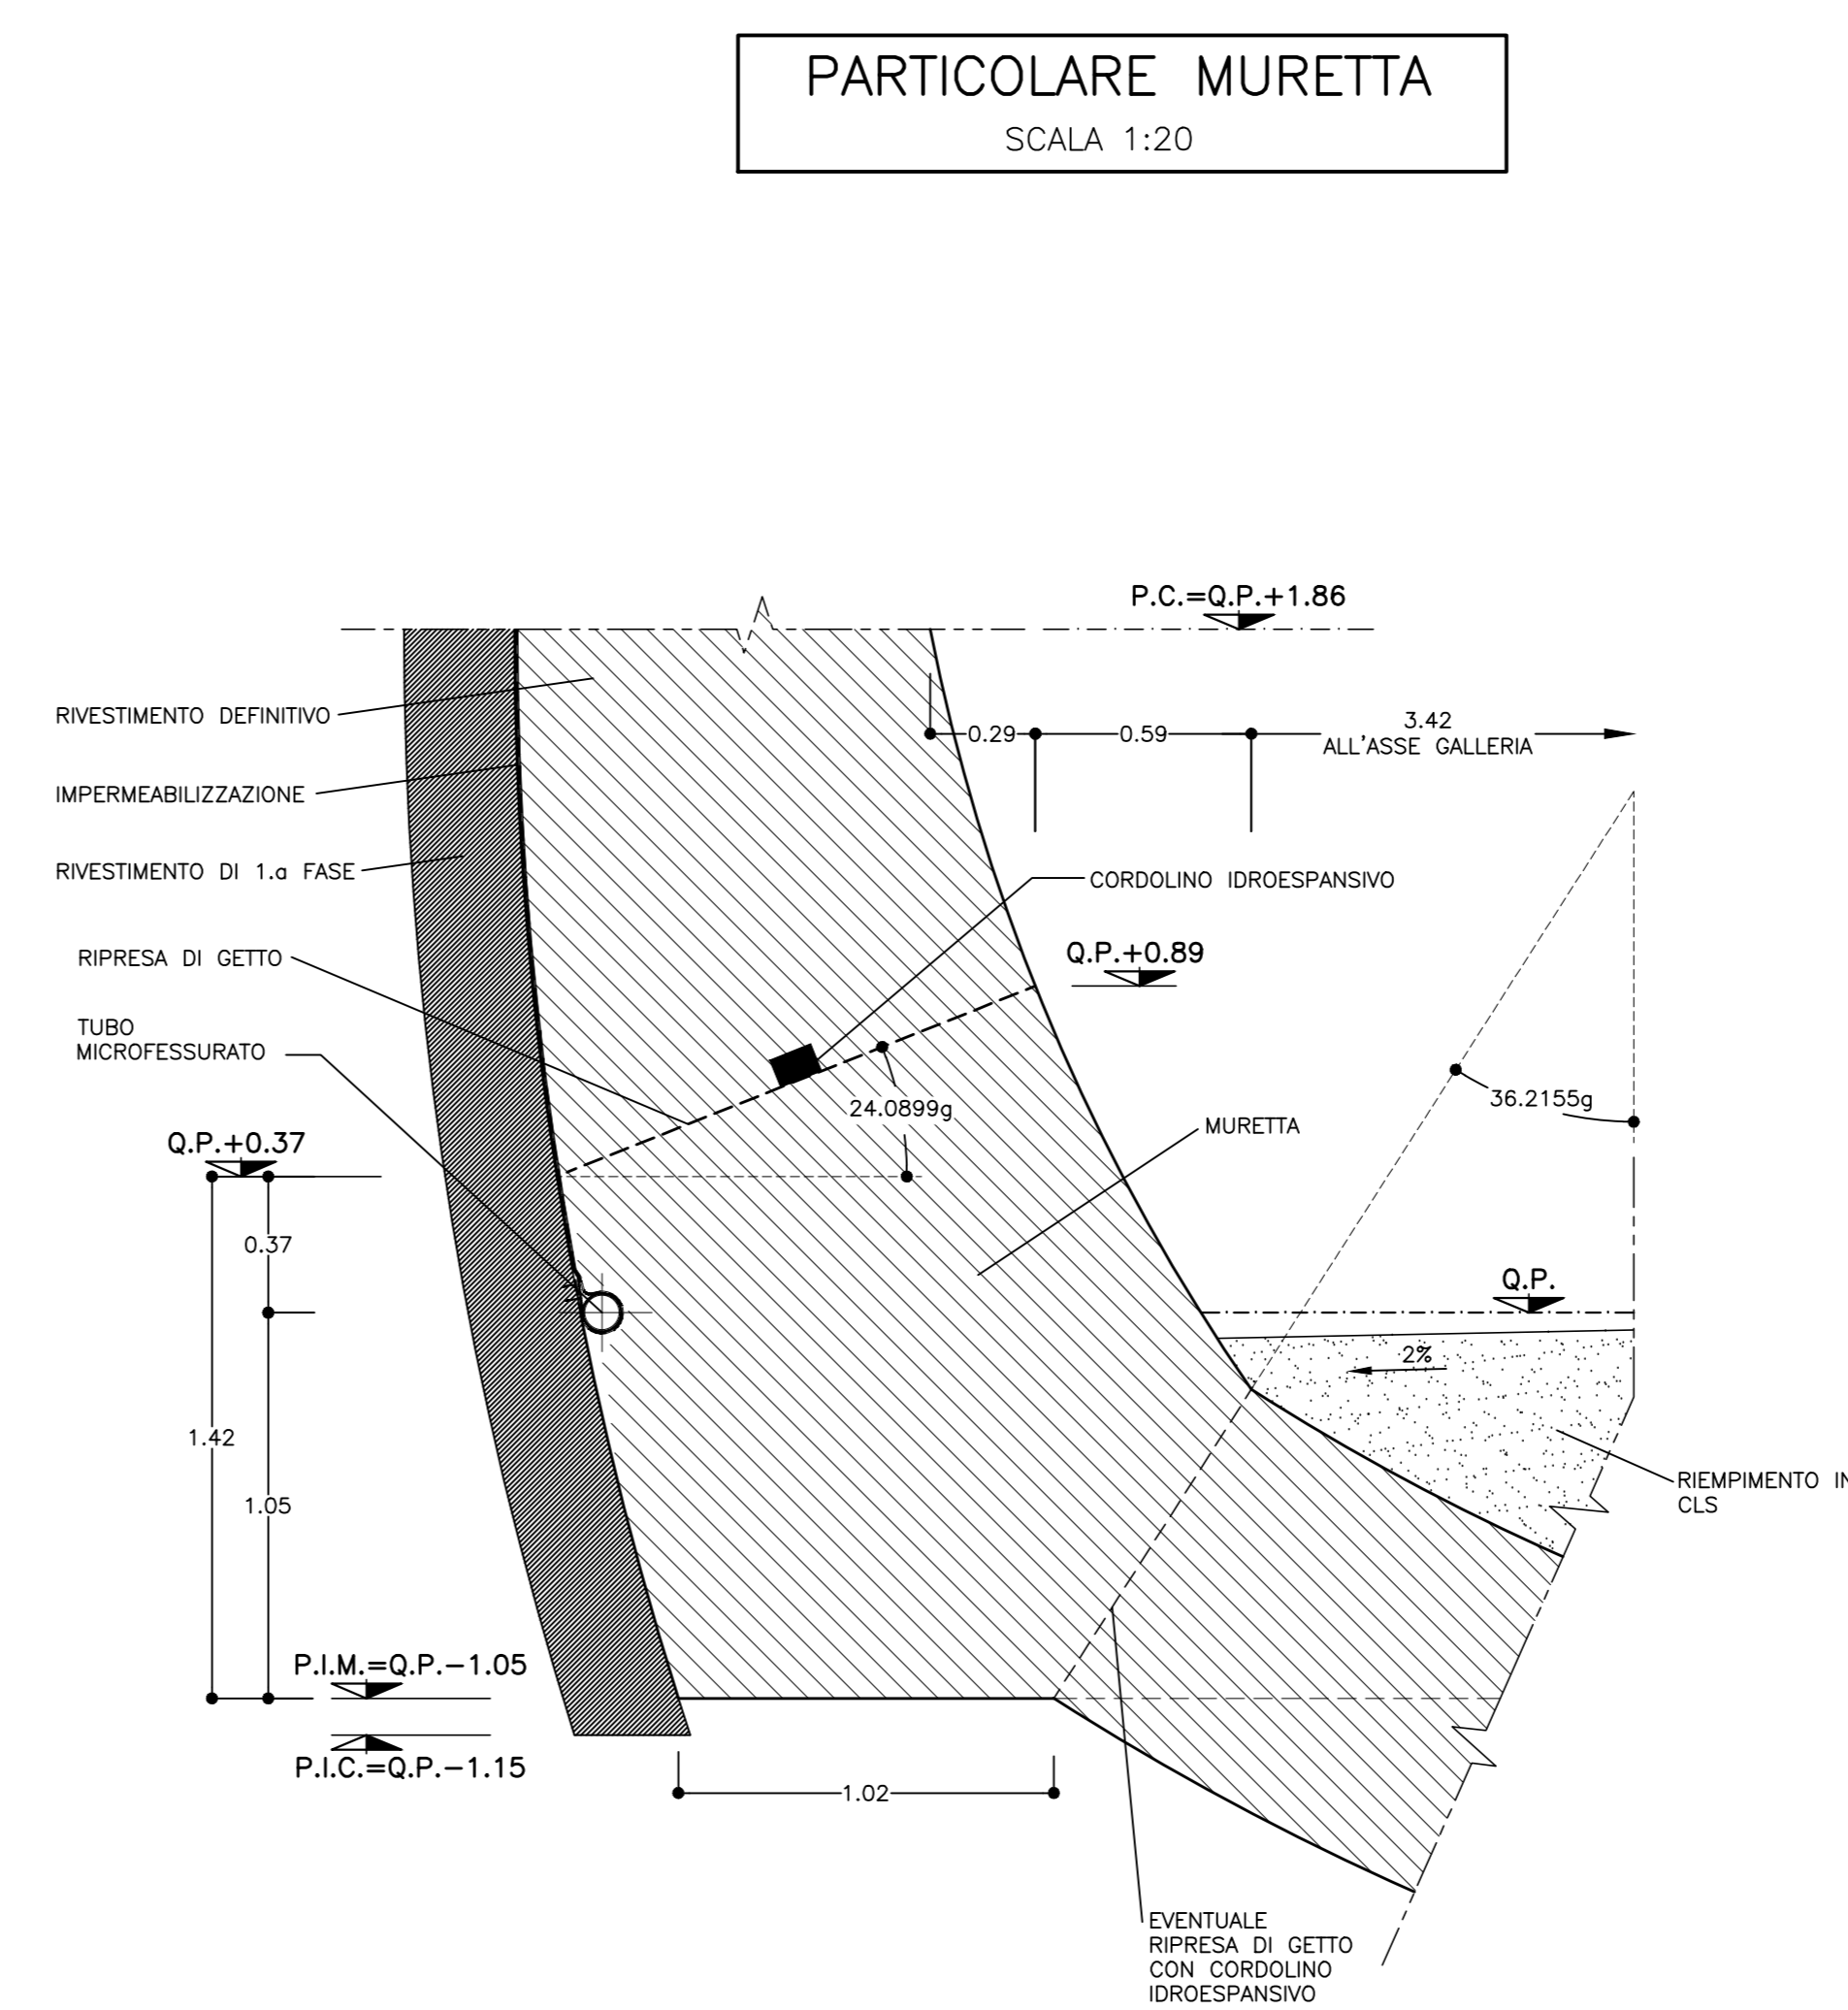 PARTICOLARE MURETTA
SCALA 1:20
P.C.=Q.P.+1.86
RIVESTIMENTO DEFINITIVO
0.29
0.59
3.42
ALL'ASSE GALLERIA
IMPERMEABILIZZAZIONE
RIVESTIMENTO DI 1.a FASE
CORDOLINO IDROESPANSIVO
RIPRESA DI GETTO
Q.P.+0.89
TUBO
MICROFESSURATO
24.0899g
36.2155g
MURETTA
Q.P.+0.37
0.37
Q.P.
2%
1.42
1.05
RIEMPIMENTO IN
CLS
P.I.M.=Q.P.-1.05
P.I.C.=Q.P.-1.15
1.02
EVENTUALE
RIPRESA DI GETTO
CON CORDOLINO
IDROESPANSIVO